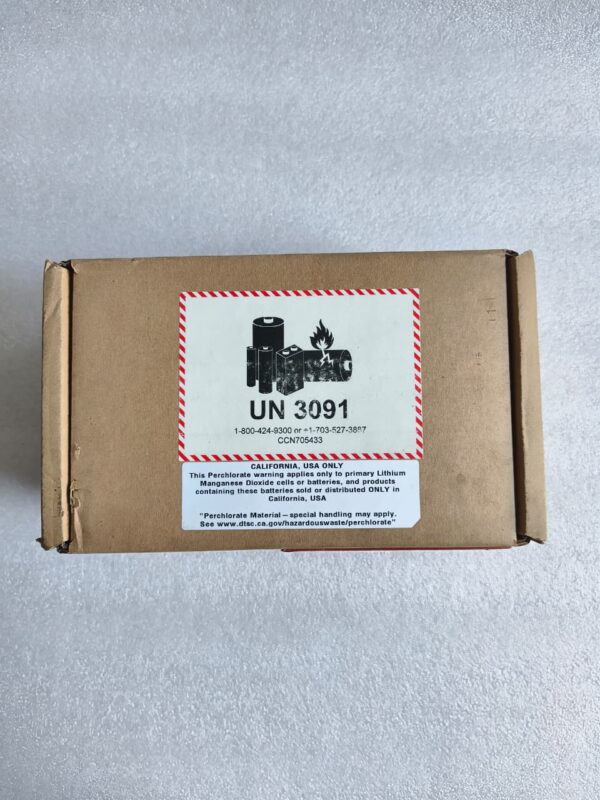 UN 3091
1-800-424-9300 or +1-703-527-3887
CCN705433
CALIFORNIA, USA ONLY
This Perchlorate warning applies only to primary Lithium
Manganese Dioxide cells or batteries, and products
containing these batteries sold or distributed ONLY in
California, USA
"Perchlorate Material – special handling may apply.
See www.dtsc.ca.gov/hazardouswaste/perchlorate"